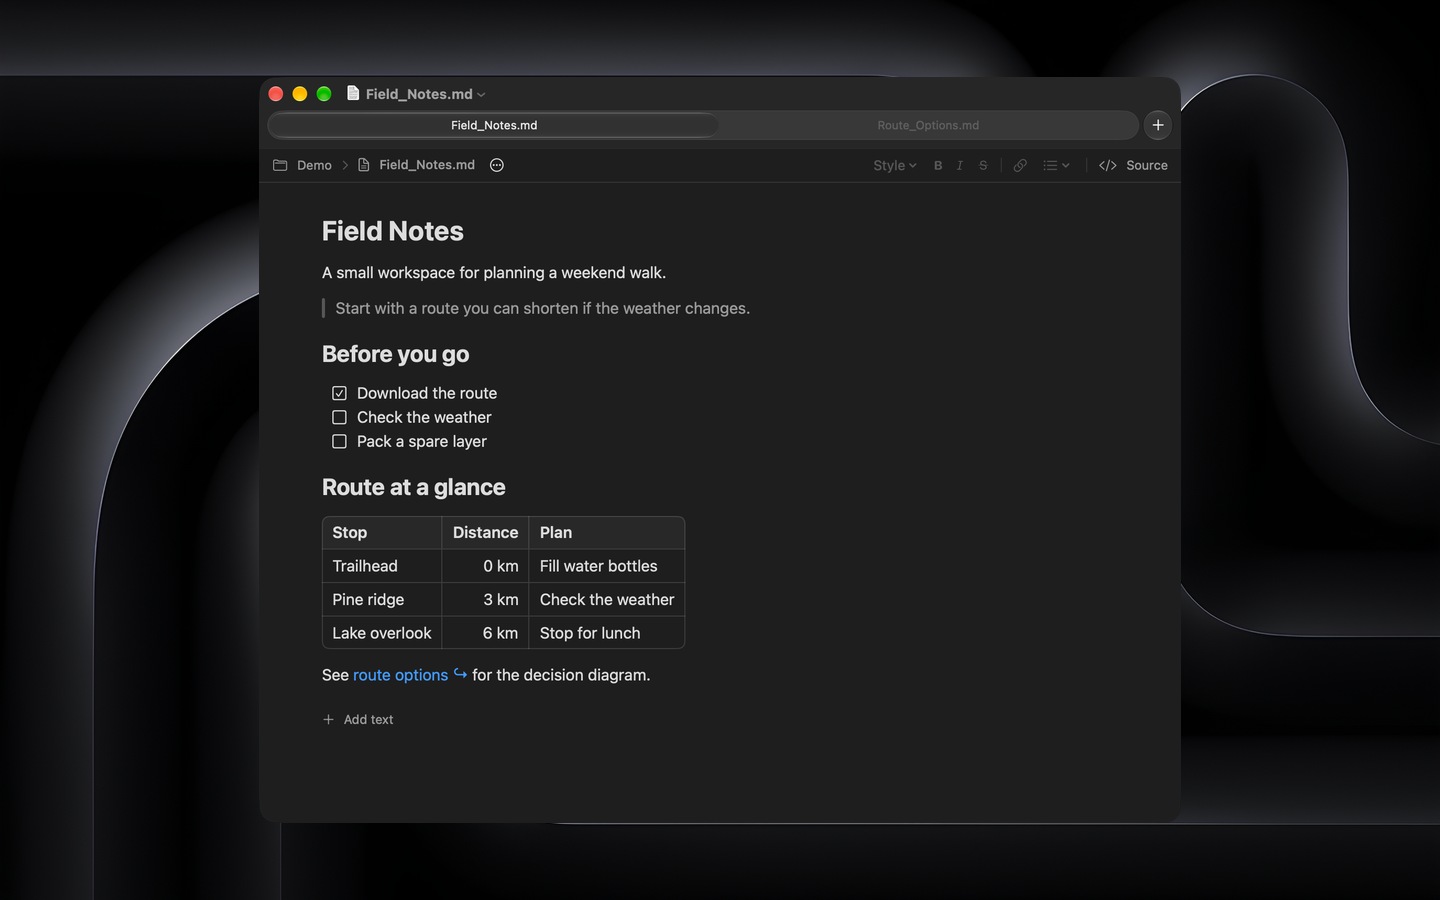 Field_Notes.md
Field_Notes.md
Route_Options.md
Demo
Field_Notes.md
Style
B
I
S
</> Source
Field Notes
A small workspace for planning a weekend walk.
Start with a route you can shorten if the weather changes.
Before you go
Download the route
Check the weather
Pack a spare layer
Route at a glance
Stop Distance Plan
Trailhead 0 km Fill water bottles
Pine ridge 3 km Check the weather
Lake overlook 6 km Stop for lunch
See route options ↪ for the decision diagram.
+ Add text